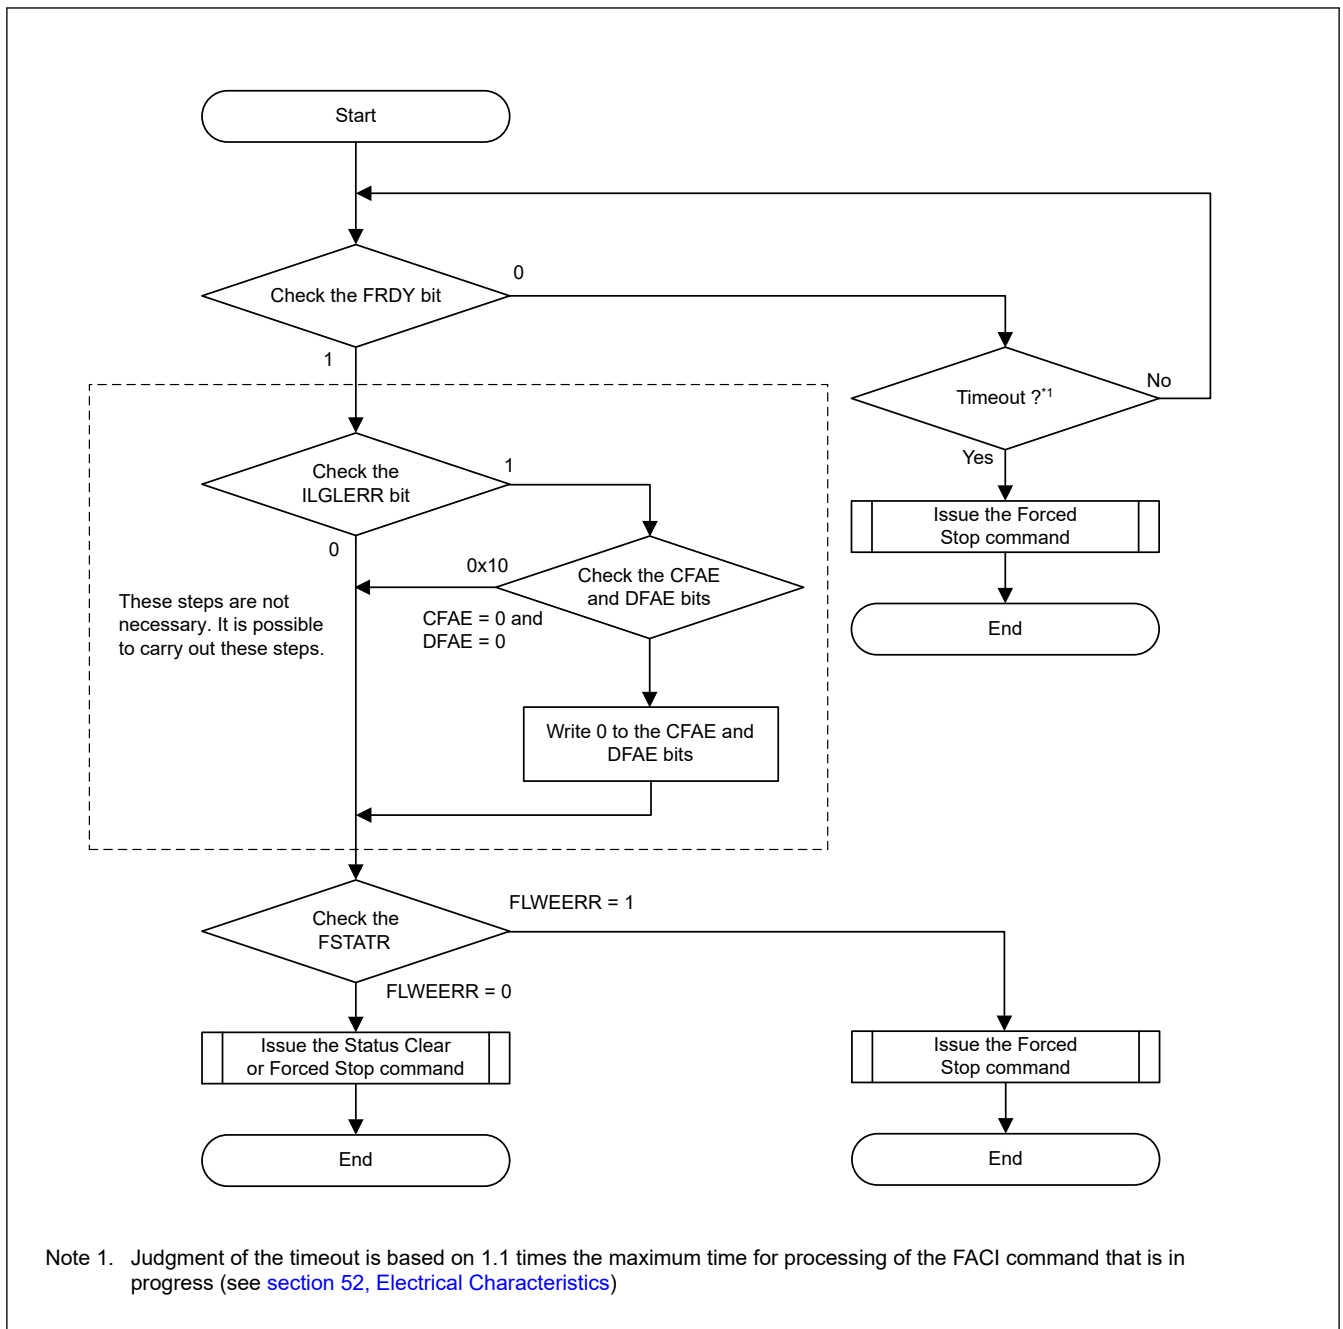 Start
0
Check the FRDY bit
1
No
Timeout ?*1
Yes
Check the
ILGLERR bit
1
0
Issue the Forced
Stop command
0x10
Check the CFAE
and DFAE bits
CFAE = 0 and
DFAE = 0
These steps are not
necessary. It is possible
to carry out these steps.
End
Write 0 to the CFAE and
DFAE bits
Check the
FSTATR
FLWEERR = 1
FLWEERR = 0
Issue the Status Clear
or Forced Stop command
Issue the Forced
Stop command
End
End
Note 1. Judgment of the timeout is based on 1.1 times the maximum time for processing of the FACI command that is in
progress (see section 52, Electrical Characteristics)